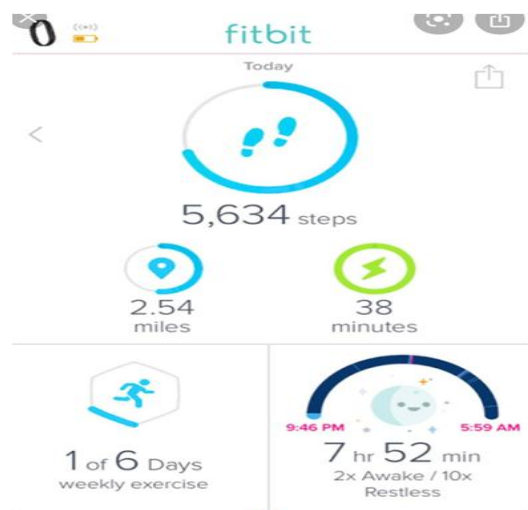 fitbit
Today
5,634 steps
2.54
miles
38
minutes
1 of 6 Days
weekly exercise
9:46 PM
5:59 AM
7 hr 52 min
2x Awake / 10x
Restless